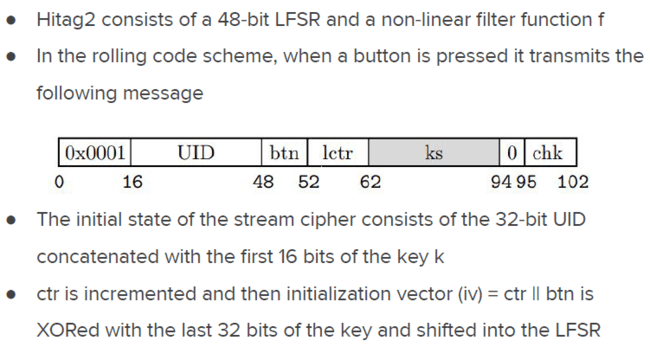 ● Hitag2 consists of a 48-bit LFSR and a non-linear filter function f
● In the rolling code scheme, when a button is pressed it transmits the
following message
0x0001 UID btn lctr ks 0 chk
0 16 48 52 62 94 95 102
● The initial state of the stream cipher consists of the 32-bit UID
concatenated with the first 16 bits of the key k
● ctr is incremented and then initialization vector (iv) = ctr || btn is
XORed with the last 32 bits of the key and shifted into the LFSR